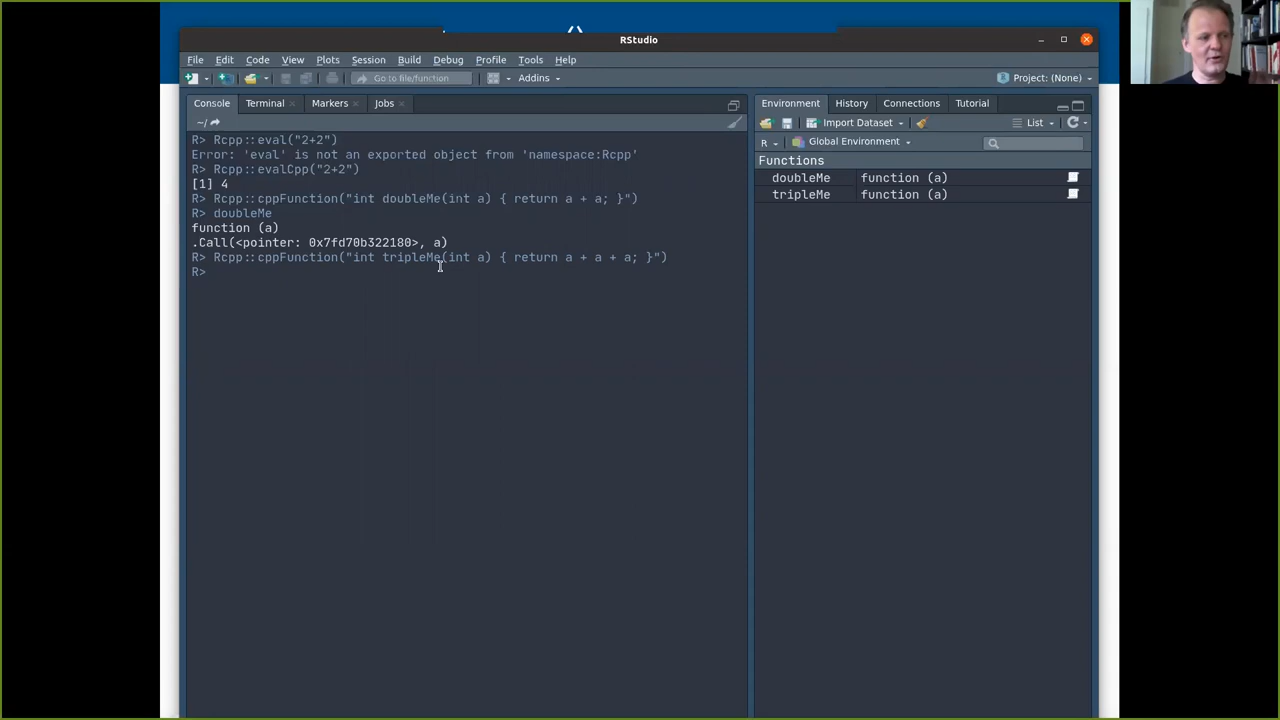 RStudio
File Edit Code View Plots Session Build Debug Profile Tools Help
Go to file/function Addins Project: (None)
Console Terminal Markers Jobs
~/
R> Rcpp::eval("2+2")
Error: 'eval' is not an exported object from 'namespace:Rcpp'
R> Rcpp::evalCpp("2+2")
[1] 4
R> Rcpp::cppFunction("int doubleMe(int a) { return a + a; }")
R> doubleMe
function (a)
.Call(<pointer: 0x7fd70b322180>, a)
R> Rcpp::cppFunction("int tripleMe(int a) { return a + a + a; }")
R>
Environment History Connections Tutorial
Import Dataset List
R Global Environment
Functions
doubleMe function (a)
tripleMe function (a)